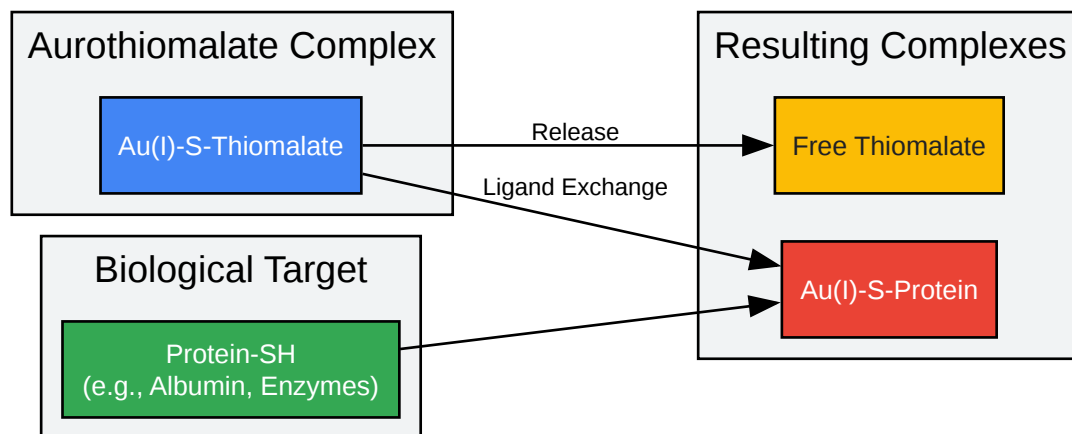 Aurothiomalate Complex
Au(I)-S-Thiomalate
Release
Ligand Exchange
Resulting Complexes
Free Thiomalate
Au(I)-S-Protein
Biological Target
Protein-SH
(e.g., Albumin, Enzymes)